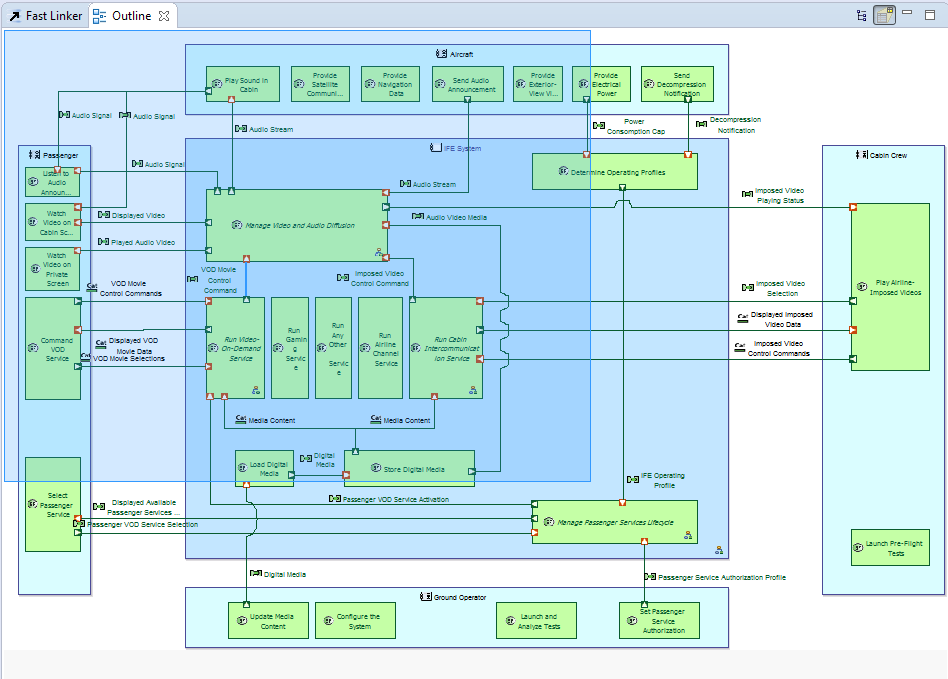 Fast Linker
Outline
Aircraft
Play Sound in
Cabin
Provide
Satellite
Communi...
Provide
Navigation
Data
Send Audio
Announcement
Provide
Exterior-
View Vi...
Provide
Electrical
Power
Send
Decompression
Notification
Audio Signal
Audio Signal
Audio Stream
Power
Consumption Cap
Decompression
Notification
Passenger
IFE System
Cabin Crew
Audio Signal
Listen to
Audio
Announ...
Determine Operating Profiles
Audio Stream
Imposed Video
Playing Status
Watch
Video on
Cabin Sc...
Displayed Video
Audio Video Media
Manage Video and Audio Diffusion
Played Audio Video
Watch
Video on
Private
Screen
VOD Movie
Control Commands
VOD Movie
Control
Command
Imposed Video
Control Command
Imposed Video
Selection
Play Airline-
Imposed Videos
Command
VOD
Service
Displayed VOD
Movie Data
VOD Movie Selections
Run Video-
On-Demand
Service
Run
Gamin
g
Servic
e
Run
Any
Other
Servic
e
Run
Airline
Channel
Service
Run Cabin
Intercommunicat
ion Service
Displayed Imposed
Video Data
Imposed Video
Control Commands
Media Content
Media Content
Load Digital
Media
Digital
Media
Store Digital Media
IFE Operating
Profile
Select
Passenger
Service
Displayed Available
Passenger Services ...
Passenger VOD Service Selection
Passenger VOD Service Activation
Manage Passenger Services Lifecycle
Launch Pre-Flight
Tests
Digital Media
Passenger Service Authorization Profile
Ground Operator
Update Media
Content
Configure the
System
Launch and
Analyze Tests
Set Passenger
Service
Authorization